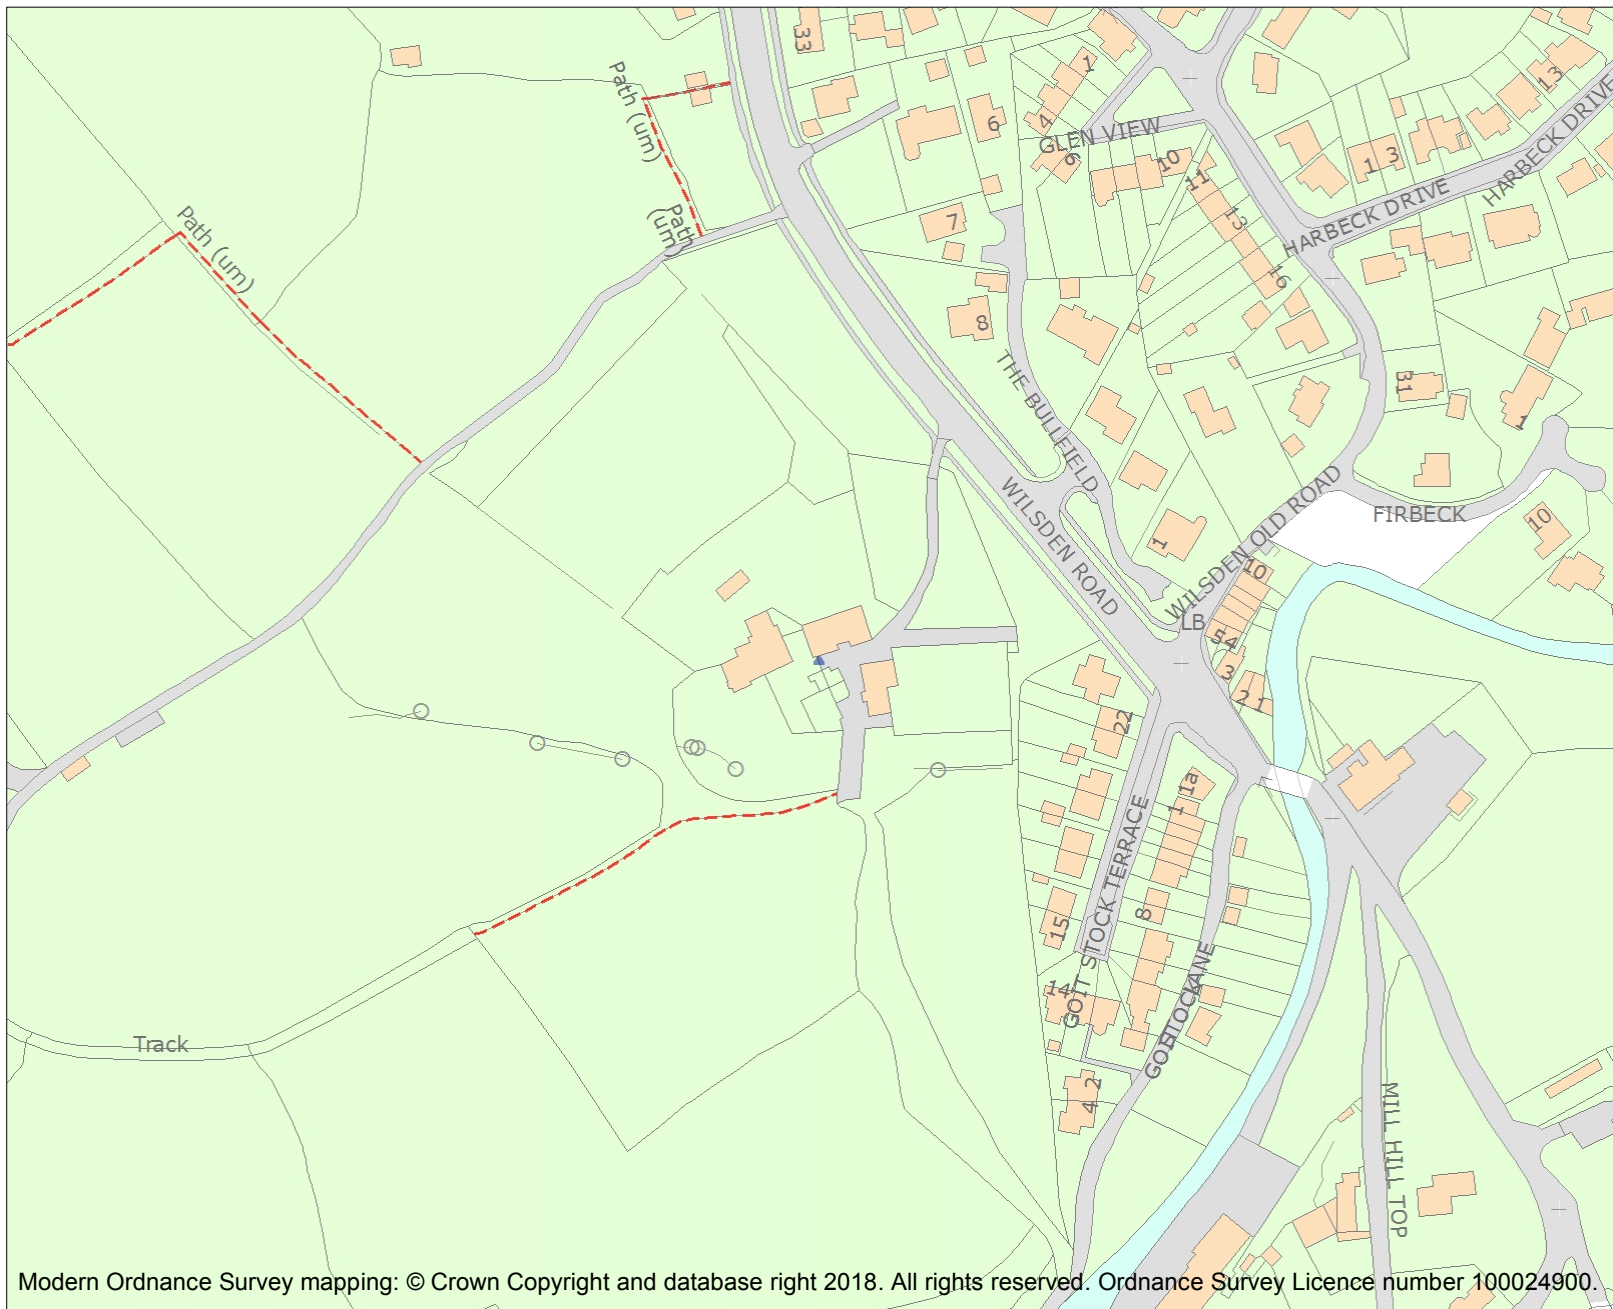 33
1
13
Path (um)
4
6
GLEN VIEW
6
10
1
3
HARBECK DRIVE
11
HARBECK DRIVE
Path (um)
Path
(um)
7
13
16
8
THE BULLFIELD
31
1
WILSDEN ROAD
FIRBECK
10
1
WILSDEN OLD ROAD
10
LB
5
4
3
2
1
22
1a
1
GOIT STOCK TERRACE
8
15
14
GOITSTOCK LANE
Track
2
4
MILL HILL TOP
Modern Ordnance Survey mapping: © Crown Copyright and database right 2018. All rights reserved. Ordnance Survey Licence number 100024900.